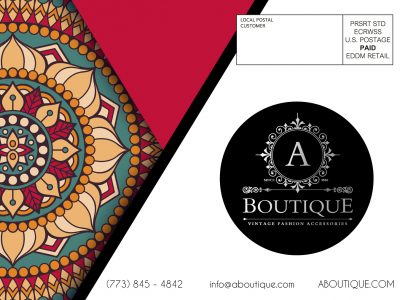 LOCAL POSTAL
CUSTOMER
PRSRT STD
ECRWSS
U.S. POSTAGE
PAID
EDDM RETAIL
A
BOUTIQUE
VINTAGE FASHION ACCESSORIES
(773) 845 - 4842
info@aboutique.com
ABOUTIQUE.COM